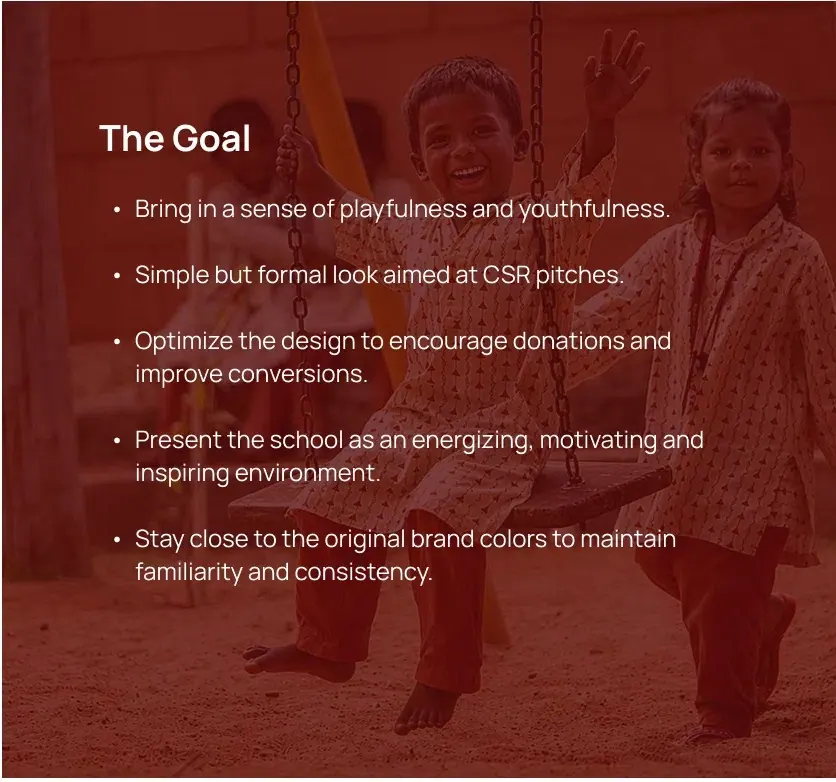 The Goal
• Bring in a sense of playfulness and youthfulness.
• Simple but formal look aimed at CSR pitches.
• Optimize the design to encourage donations and
improve conversions.
• Present the school as an energizing, motivating and
inspiring environment.
• Stay close to the original brand colors to maintain
familiarity and consistency.